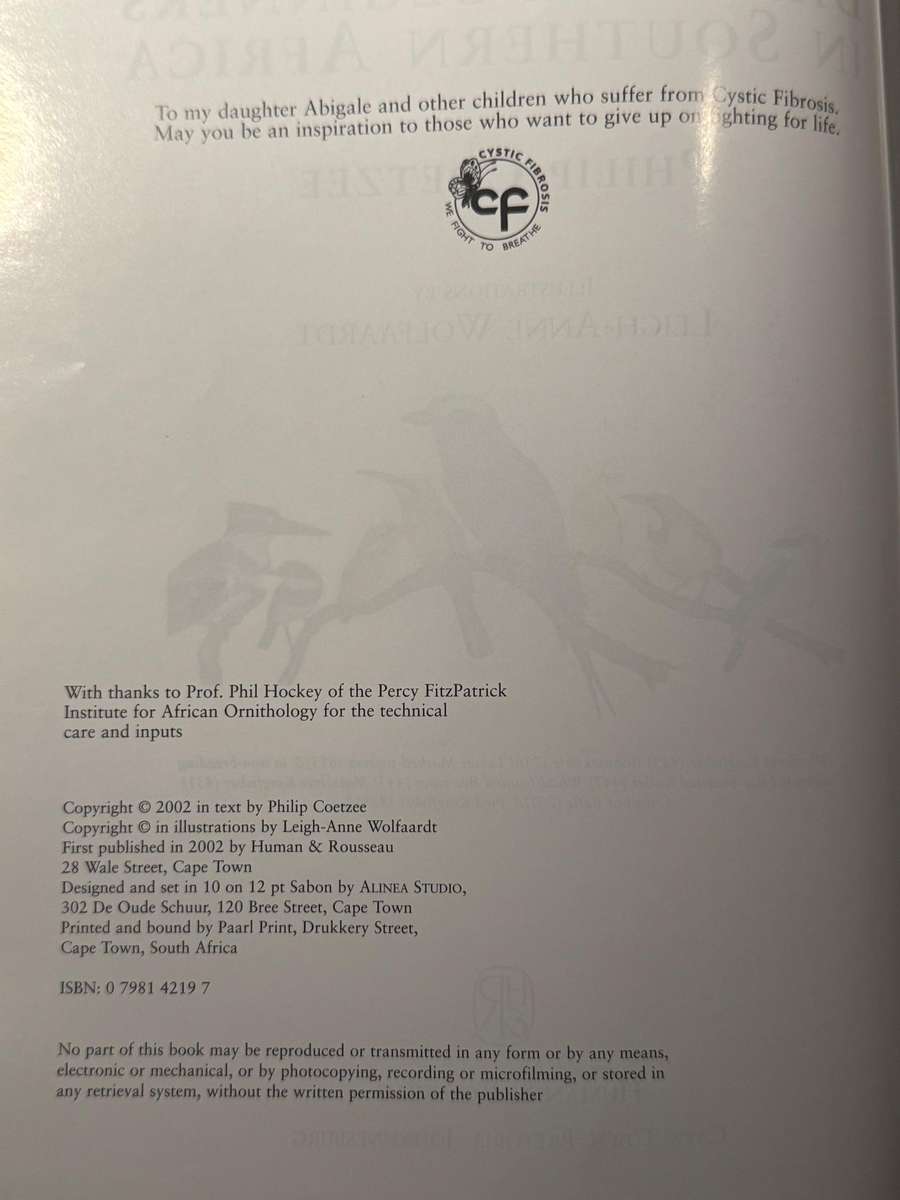 To my daughter Abigale and other children who suffer from Cystic Fibrosis.
May you be an inspiration to those who want to give up on fighting for life.
CYSTIC FIBROSIS
CF
WE FIGHT TO BREATHE
ILLUSTRATIONS BY
LEIGH-ANNE WOLFAARDT
With thanks to Prof. Phil Hockey of the Percy FitzPatrick
Institute for African Ornithology for the technical
care and inputs
Copyright © 2002 in text by Philip Coetzee
Copyright © in illustrations by Leigh-Anne Wolfaardt
First published in 2002 by Human & Rousseau
28 Wale Street, Cape Town
Designed and set in 10 on 12 pt Sabon by ALINEA STUDIO,
302 De Oude Schuur, 120 Bree Street, Cape Town
Printed and bound by Paarl Print, Drukkery Street,
Cape Town, South Africa
ISBN: 0 7981 4219 7
No part of this book may be reproduced or transmitted in any form or by any means,
electronic or mechanical, or by photocopying, recording or microfilming, or stored in
any retrieval system, without the written permission of the publisher